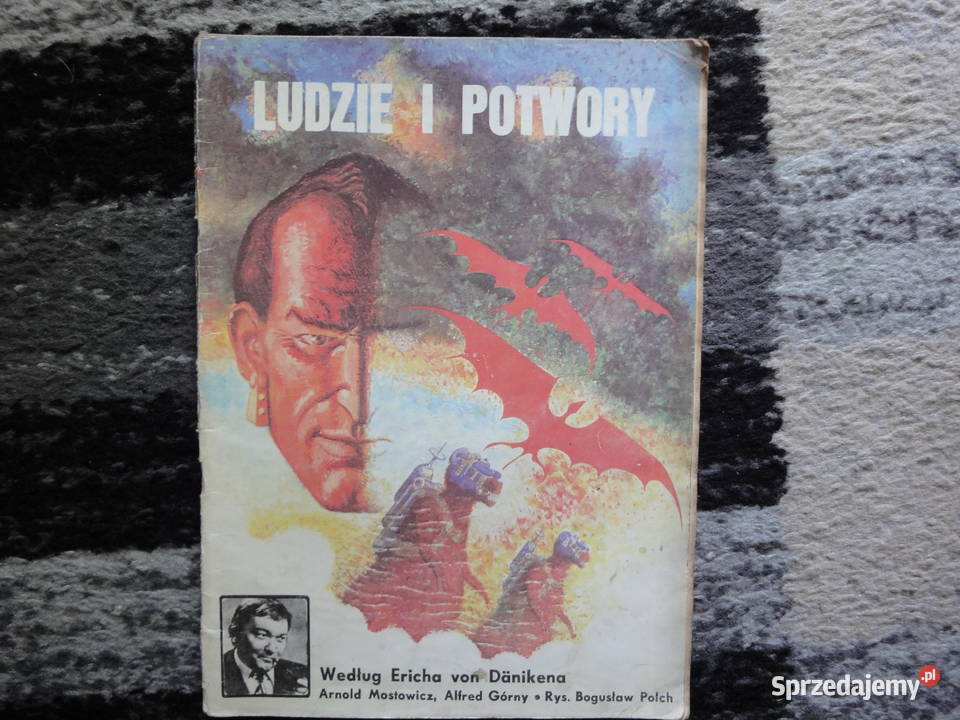 LUDZIE I POTWORY
Według Ericha von Dänikena
Arnold Mostowicz, Alfred Górny • Rys. Bogusław Polch
Sprzedajemy.pl